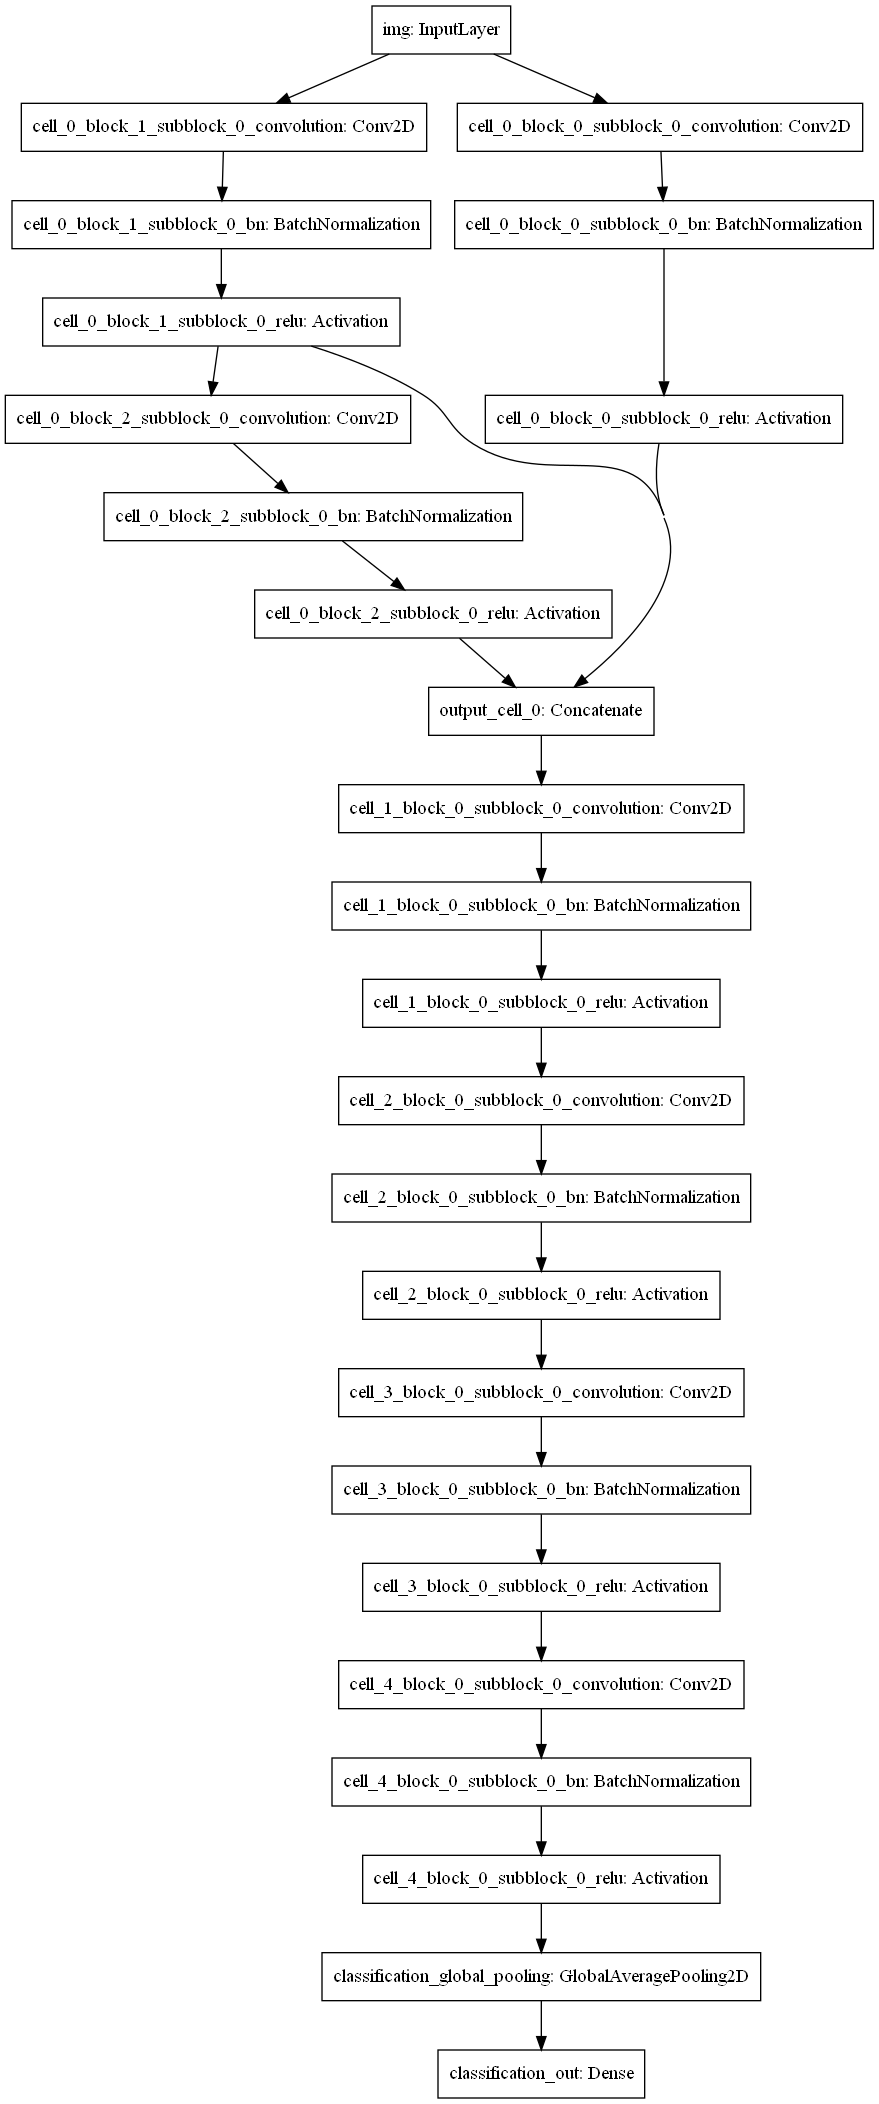 img: InputLayer
cell_0_block_1_subblock_0_convolution: Conv2D
cell_0_block_0_subblock_0_convolution: Conv2D
cell_0_block_1_subblock_0_bn: BatchNormalization
cell_0_block_0_subblock_0_bn: BatchNormalization
cell_0_block_1_subblock_0_relu: Activation
cell_0_block_2_subblock_0_convolution: Conv2D
cell_0_block_0_subblock_0_relu: Activation
cell_0_block_2_subblock_0_bn: BatchNormalization
cell_0_block_2_subblock_0_relu: Activation
output_cell_0: Concatenate
cell_1_block_0_subblock_0_convolution: Conv2D
cell_1_block_0_subblock_0_bn: BatchNormalization
cell_1_block_0_subblock_0_relu: Activation
cell_2_block_0_subblock_0_convolution: Conv2D
cell_2_block_0_subblock_0_bn: BatchNormalization
cell_2_block_0_subblock_0_relu: Activation
cell_3_block_0_subblock_0_convolution: Conv2D
cell_3_block_0_subblock_0_bn: BatchNormalization
cell_3_block_0_subblock_0_relu: Activation
cell_4_block_0_subblock_0_convolution: Conv2D
cell_4_block_0_subblock_0_bn: BatchNormalization
cell_4_block_0_subblock_0_relu: Activation
classification_global_pooling: GlobalAveragePooling2D
classification_out: Dense